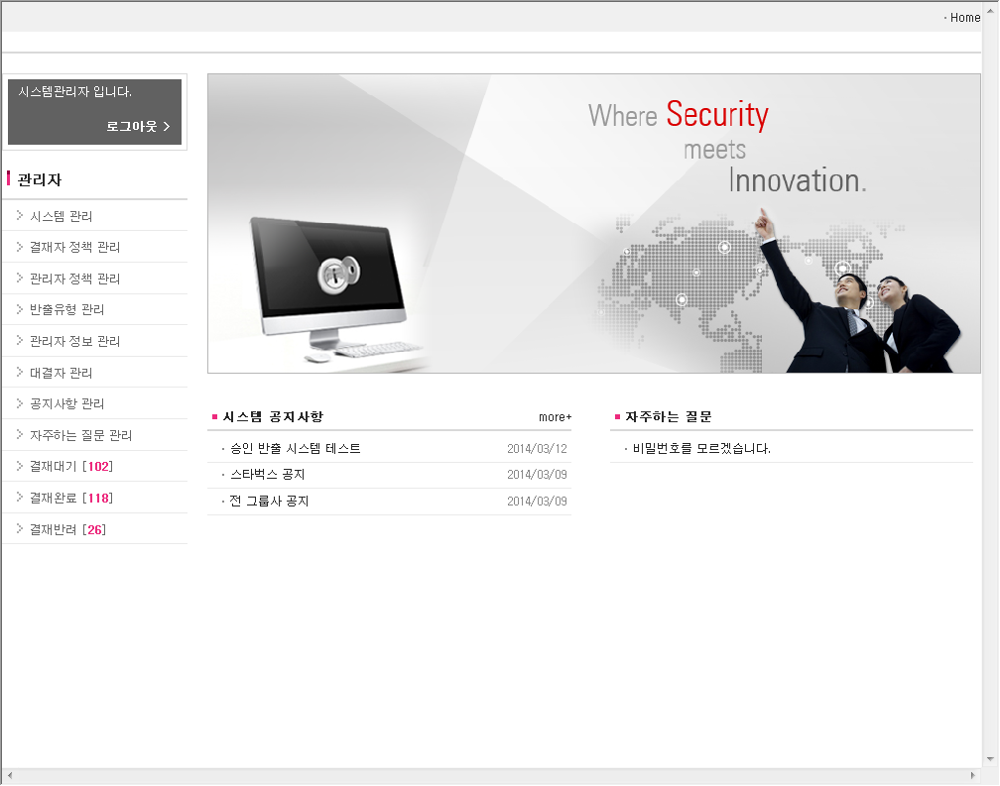 · Home
시스템관리자 입니다.
로그아웃 >
관리자
> 시스템 관리
> 결재자 정책 관리
> 관리자 정책 관리
> 반출유형 관리
> 관리자 정보 관리
> 대결자 관리
> 공지사항 관리
> 자주하는 질문 관리
> 결재대기 [102]
> 결재완료 [118]
> 결재반려 [26]
Where Security
meets
Innovation.
시스템 공지사항 more+
· 승인 반출 시스템 테스트 2014/03/12
· 스타벅스 공지 2014/03/09
· 전 그룹사 공지 2014/03/09
자주하는 질문
· 비밀번호를 모르겠습니다.